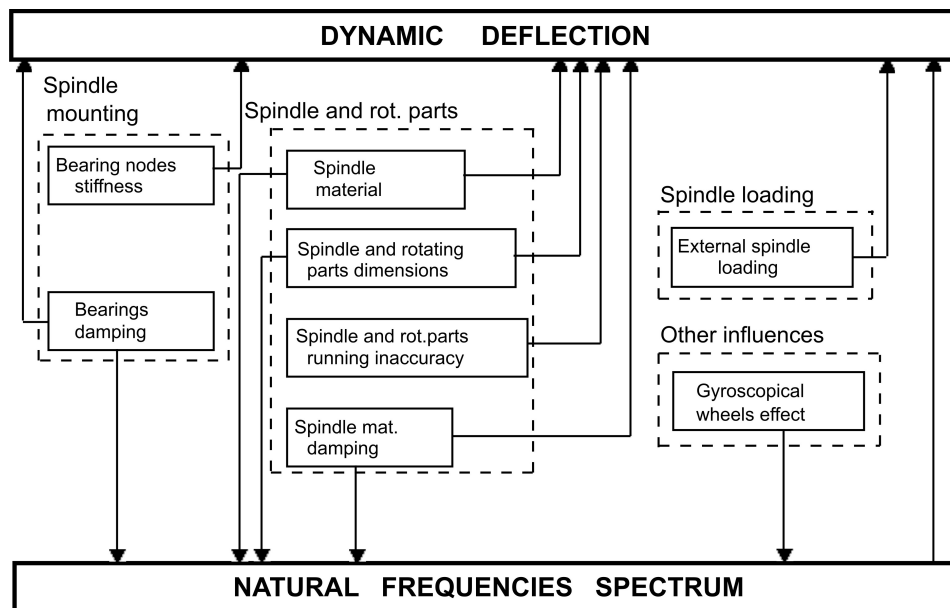 DYNAMIC DEFLECTION
Spindle
mounting
Bearing nodes
stiffness
Bearings
damping
Spindle and rot. parts
Spindle
material
Spindle and rotating
parts dimensions
Spindle and rot.parts
running inaccuracy
Spindle mat.
damping
Spindle loading
External spindle
loading
Other influences
Gyroscopical
wheels effect
NATURAL FREQUENCIES SPECTRUM